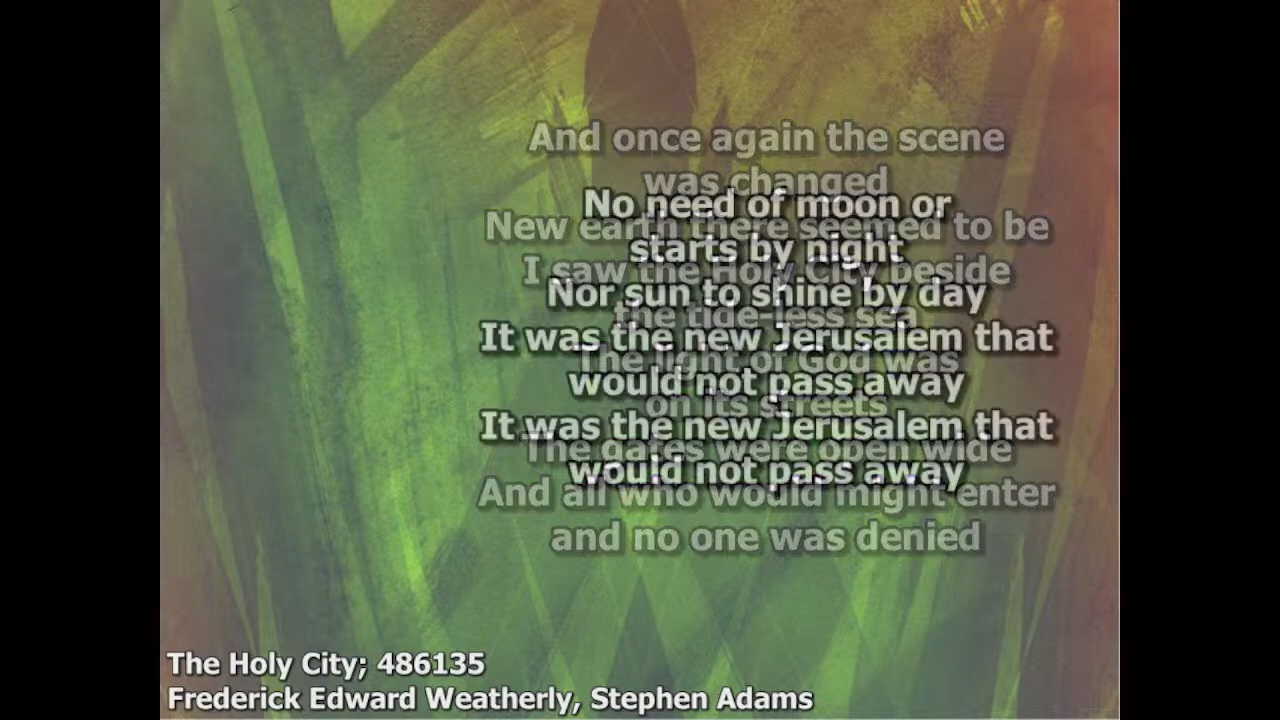 And once again the scene
was changed
No need of moon or
New earth there seemed to be
starts by night
I saw the Holy City beside
Nor sun to shine by day
the tide-less sea
It was the new Jerusalem that
The light of God was
would not pass away
on its streets
It was the new Jerusalem that
The gates were open wide
would not pass away
And all who would might enter
and no one was denied
The Holy City; 486135
Frederick Edward Weatherly, Stephen Adams